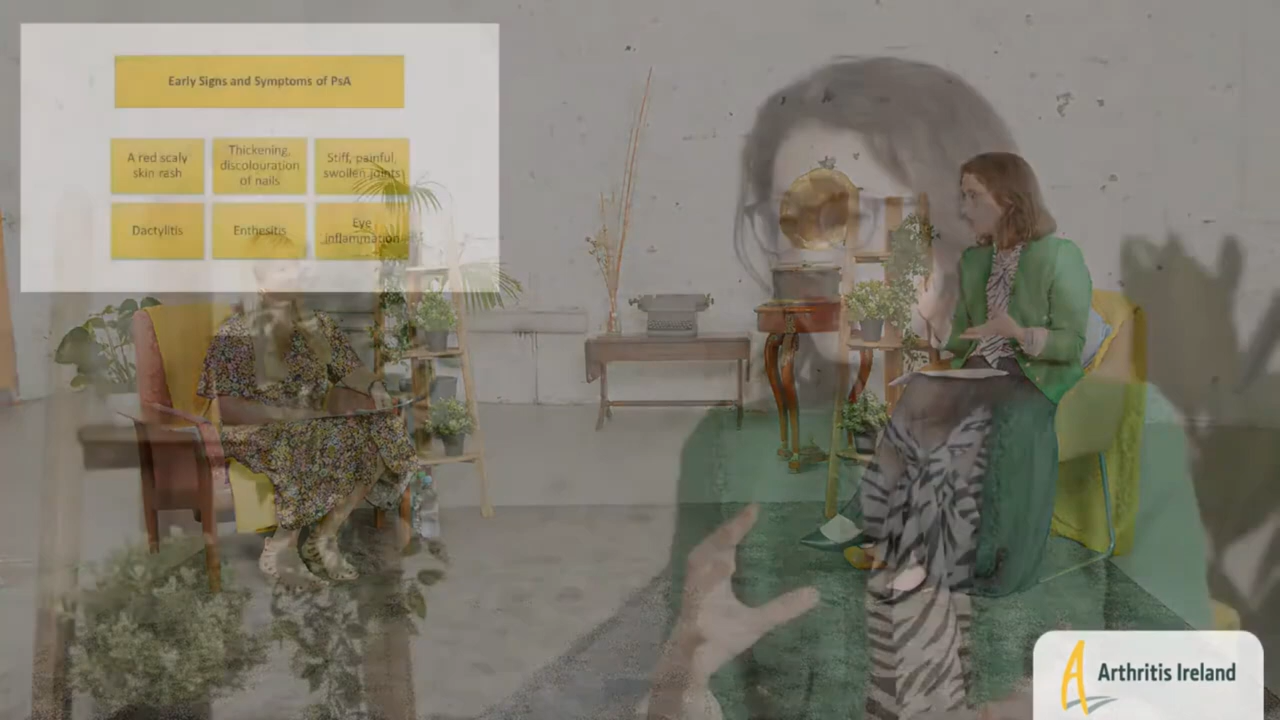 Early Signs and Symptoms of PsA
A red scaly
skin rash
Thickening,
discolouration
of nails
Stiff, painful,
swollen joints
Dactylitis
Enthesitis
Eye
inflammation
Arthritis Ireland